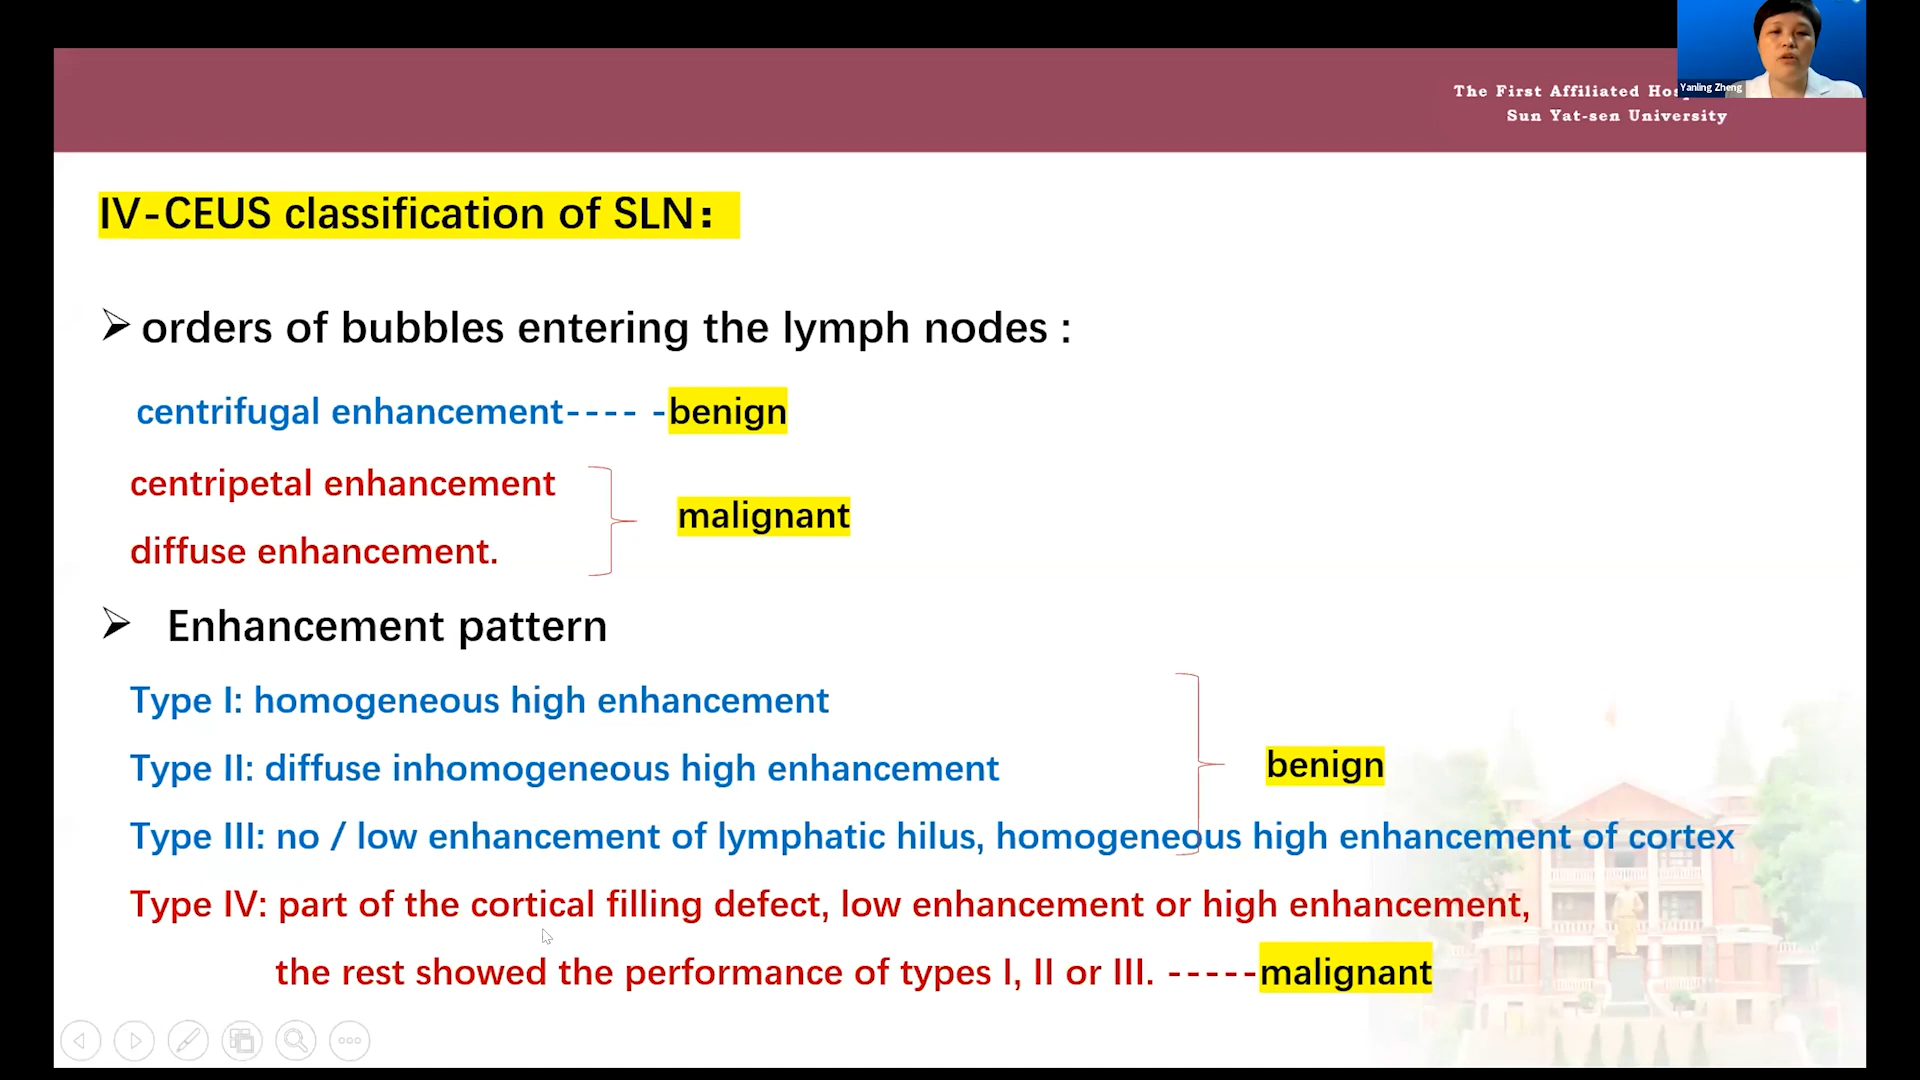 The First Affiliated Hos
Sun Yat-sen University
Yanling Zheng
IV-CEUS classification of SLN：
➢ orders of bubbles entering the lymph nodes :
centrifugal enhancement---- -benign
centripetal enhancement
malignant
diffuse enhancement.
➢ Enhancement pattern
Type I: homogeneous high enhancement
Type II: diffuse inhomogeneous high enhancement
benign
Type III: no / low enhancement of lymphatic hilus, homogeneous high enhancement of cortex
Type IV: part of the cortical filling defect, low enhancement or high enhancement,
the rest showed the performance of types I, II or III. -----malignant